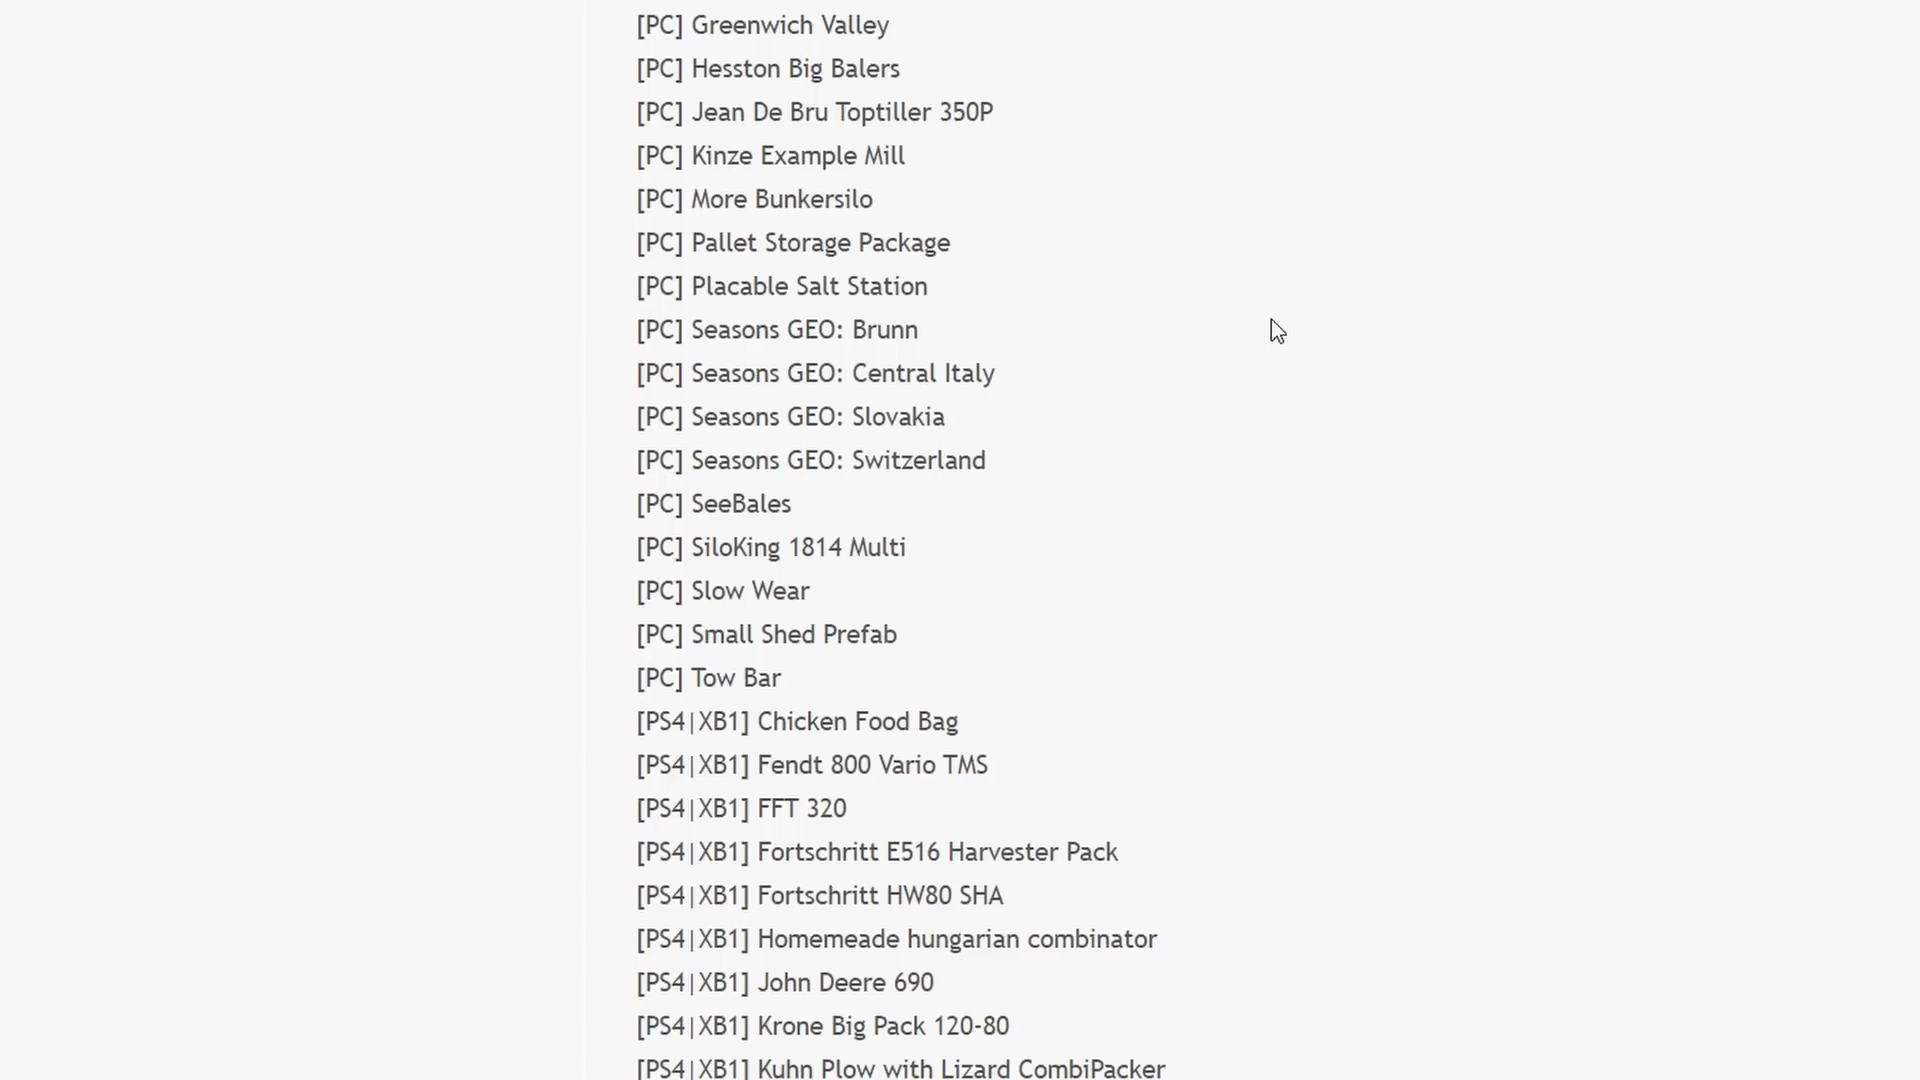 [PC] Greenwich Valley
[PC] Hesston Big Balers
[PC] Jean De Bru Toptiller 350P
[PC] Kinze Example Mill
[PC] More Bunkersilo
[PC] Pallet Storage Package
[PC] Placable Salt Station
[PC] Seasons GEO: Brunn
[PC] Seasons GEO: Central Italy
[PC] Seasons GEO: Slovakia
[PC] Seasons GEO: Switzerland
[PC] SeeBales
[PC] SiloKing 1814 Multi
[PC] Slow Wear
[PC] Small Shed Prefab
[PC] Tow Bar
[PS4|XB1] Chicken Food Bag
[PS4|XB1] Fendt 800 Vario TMS
[PS4|XB1] FFT 320
[PS4|XB1] Fortschritt E516 Harvester Pack
[PS4|XB1] Fortschritt HW80 SHA
[PS4|XB1] Homemeade hungarian combinator
[PS4|XB1] John Deere 690
[PS4|XB1] Krone Big Pack 120-80
[PS4|XB1] Kuhn Plow with Lizard CombiPacker